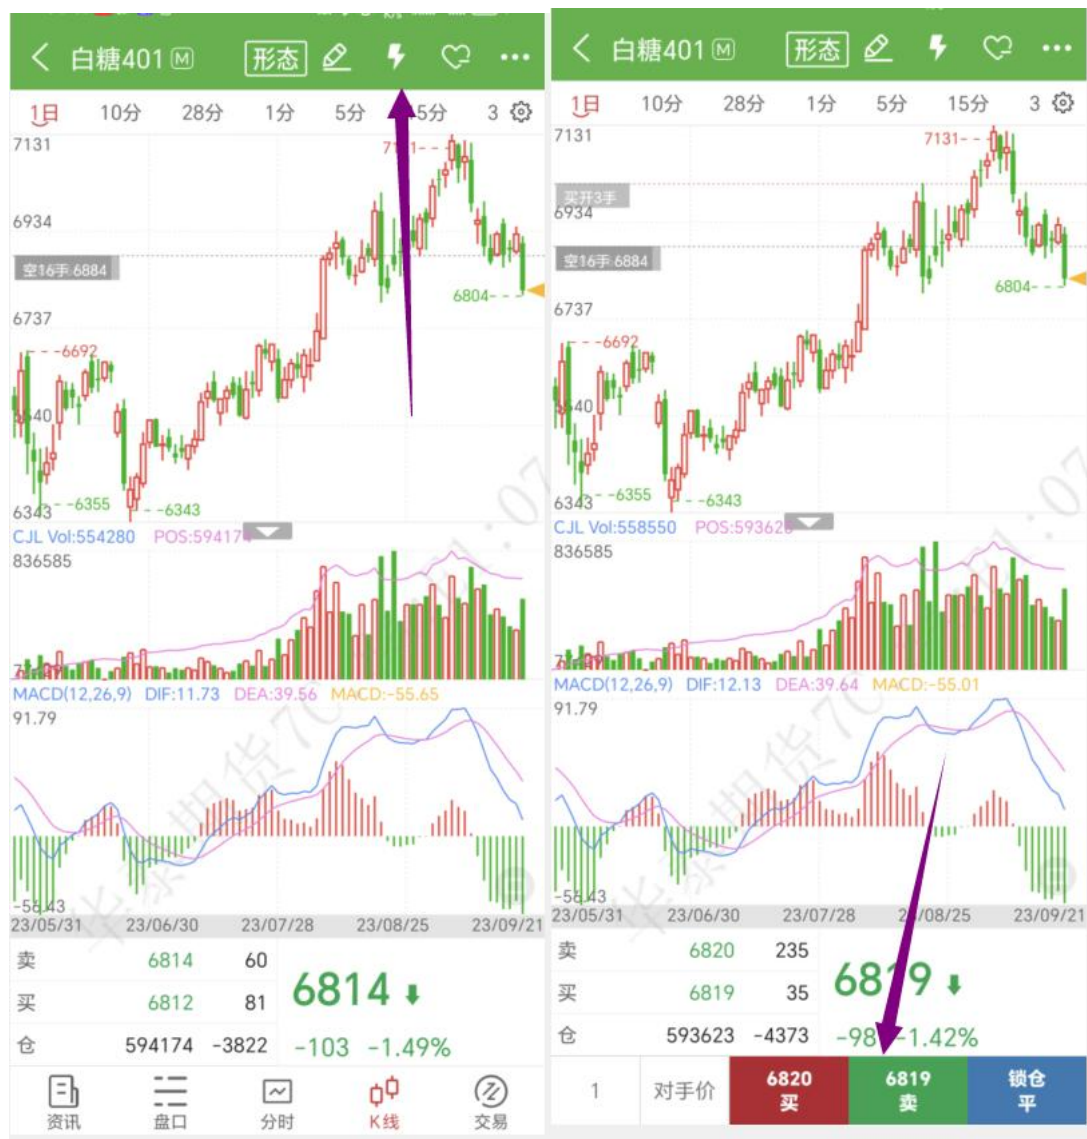 白糖401 M 形态
1日 10分 28分 1分 5分 5分 3
7131
7131
6934
空16手:6884
6804
6737
6692
6355
6343
6343
CJL Vol:554280 POS:594174
836585
MACD(12,26,9) DIF:11.73 DEA:39.56 MACD:-55.65
91.79
23/05/31 23/06/30 23/07/28 23/08/25 23/09/21
卖 6814 60
6814
买 6812 81
仓 594174 -3822
-103 -1.49%
资讯 盘口 分时 K线 交易
白糖401 M 形态
1日 10分 28分 1分 5分 15分 3
7131
7131
买开3手
6934
空16手:6884
6804
6737
6692
6355
6343
6343
CJL Vol:558550 POS:593623
836585
MACD(12,26,9) DIF:12.13 DEA:39.64 MACD:-55.01
91.79
23/05/31 23/06/30 23/07/28 23/08/25 23/09/21
卖 6820 235
6819
买 6819 35
仓 593623 -4373
-98 -1.42%
1 对手价 6820 买 6819 卖 锁仓 平
华泰期货